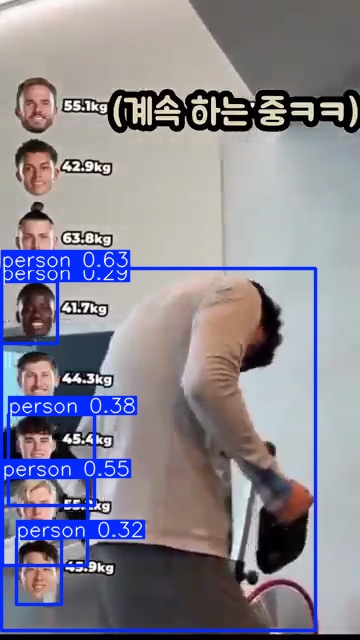 55.1kg (계속 하는 중ㅋㅋ)
42.9kg
63.8kg
person 0.63
person 0.29
41.7kg
44.3kg
person 0.38
45.4kg
person 0.55
person 0.32